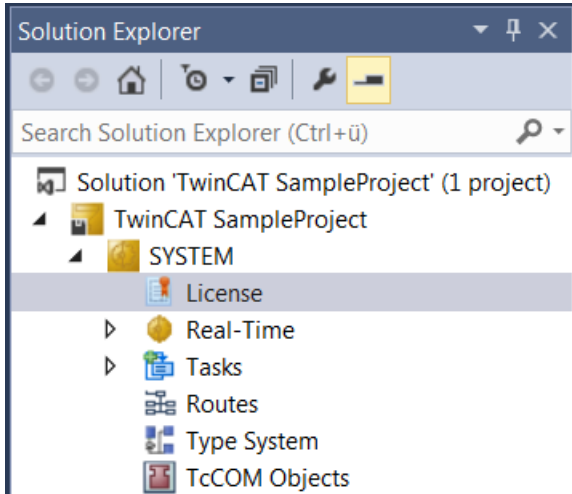 Solution Explorer
Search Solution Explorer (Ctrl+ü)
Solution 'TwinCAT SampleProject' (1 project)
TwinCAT SampleProject
SYSTEM
License
Real-Time
Tasks
Routes
Type System
TcCOM Objects